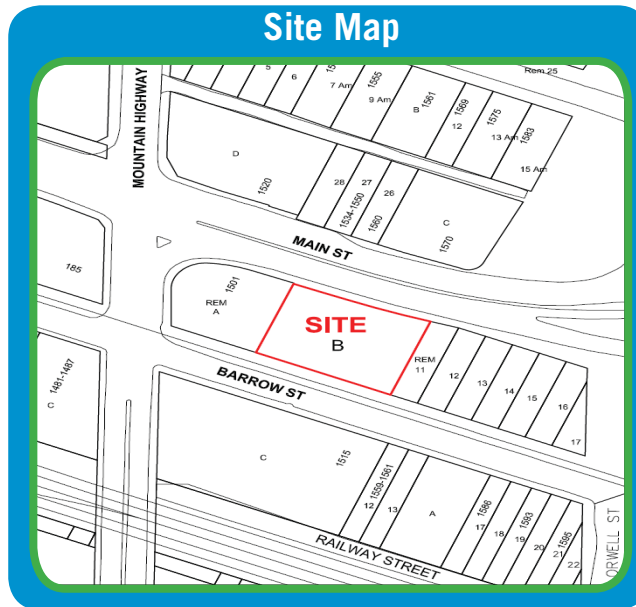 Site Map
MOUNTAIN HIGHWAY
5
6
7 Am
1555
9 Am
B
1561
1569
12
1575
13 Am
1583
15 Am
Rem 25
D
1520
28
1534-1550
27
1560
26
C
1570
MAIN ST
185
REM
A
1501
SITE
B
REM
11
12
13
14
15
16
17
BARROW ST
1481-1487
C
C
1515
1559-1561
12
13
A
1586
17
18
1593
19
20
21
1595
22
RAILWAY STREET
ORWELL ST